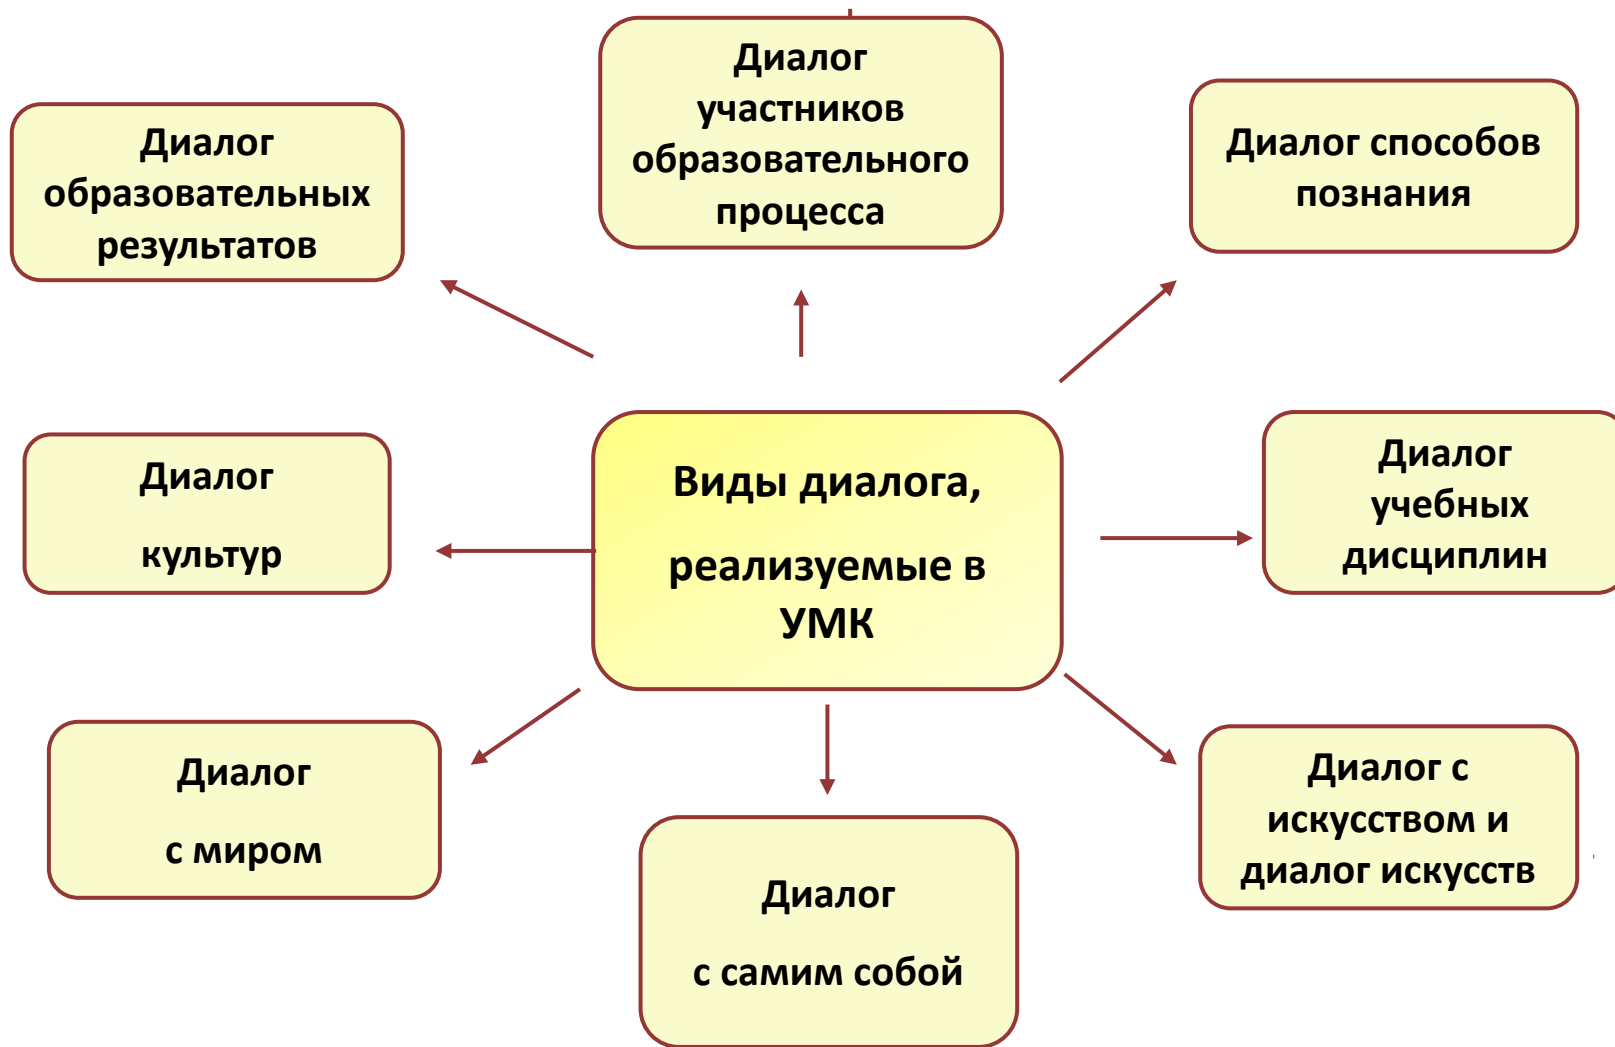 Диалог
участников
образовательного
процесса
Диалог
образовательных
результатов
Диалог способов
познания
Диалог
культур
Виды диалога,
реализуемые в
УМК
Диалог
учебных
дисциплин
Диалог
с миром
Диалог
с самим собой
Диалог с
искусством и
диалог искусств